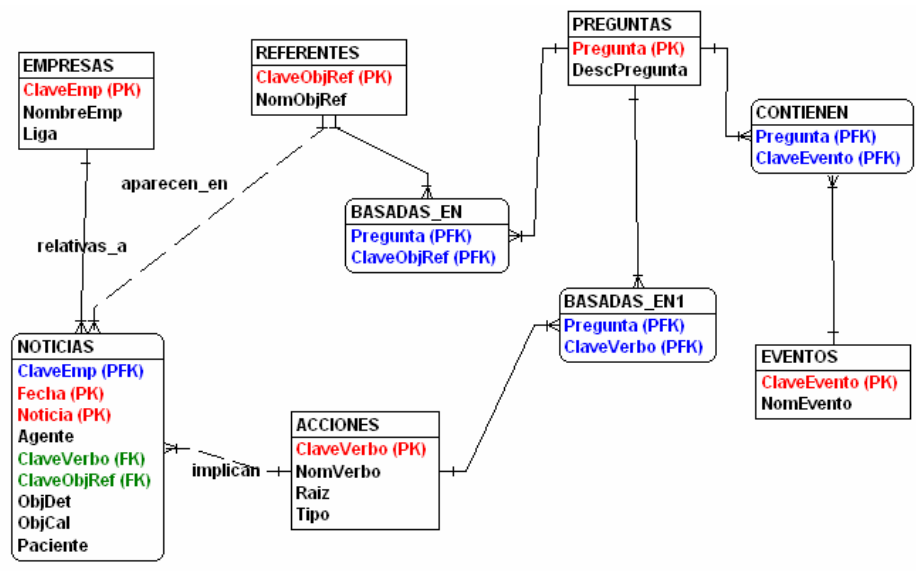 PREGUNTAS
Pregunta (PK)
DescPregunta
REFERENTES
ClaveObjRef (PK)
NomObjRef
EMPRESAS
ClaveEmp (PK)
NombreEmp
Liga
CONTIENEN
Pregunta (PFK)
ClaveEvento (PFK)
aparecen_en
BASADAS_EN
Pregunta (PFK)
ClaveObjRef (PFK)
relativas_a
BASADAS_EN1
Pregunta (PFK)
ClaveVerbo (PFK)
NOTICIAS
ClaveEmp (PFK)
Fecha (PK)
Noticia (PK)
Agente
ClaveVerbo (FK)
ClaveObjRef (FK)
ObjDet
ObjCal
Paciente
EVENTOS
ClaveEvento (PK)
NomEvento
implican
ACCIONES
ClaveVerbo (PK)
NomVerbo
Raiz
Tipo